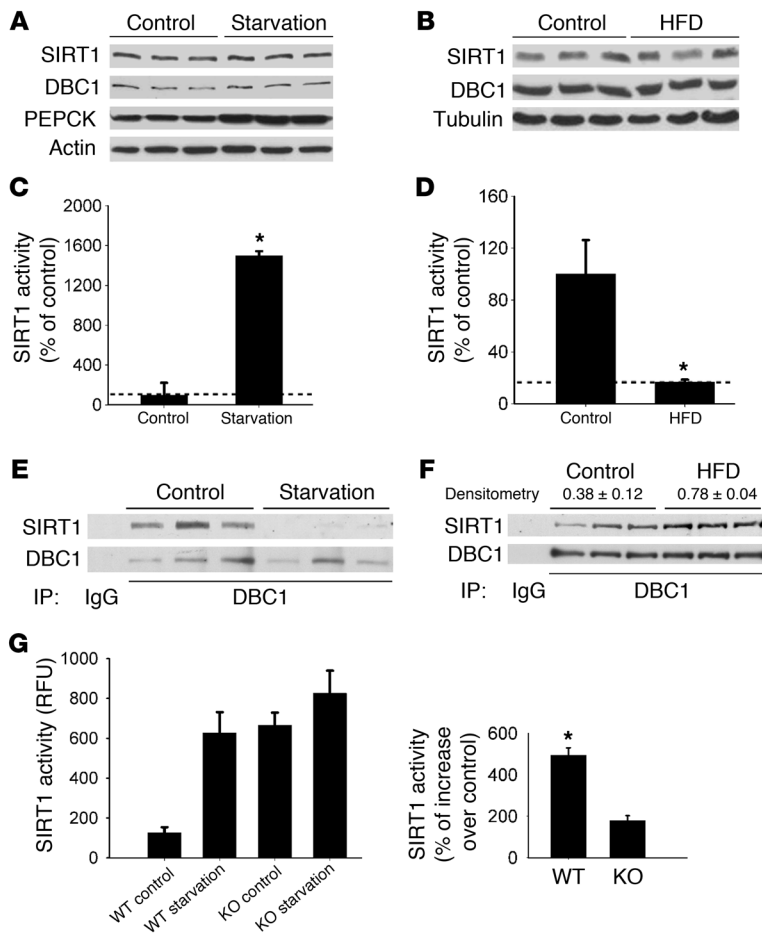 A
Control Starvation
SIRT1
DBC1
PEPCK
Actin
B
Control HFD
SIRT1
DBC1
Tubulin
C
SIRT1 activity
(% of control)
2000
1600
1200
800
400
0
*
Control Starvation
D
SIRT1 activity
(% of control)
160
120
80
40
0
*
Control HFD
E
Control Starvation
SIRT1
DBC1
IP: IgG DBC1
F
Control HFD
Densitometry 0.38 ± 0.12 0.78 ± 0.04
SIRT1
DBC1
IP: IgG DBC1
G
SIRT1 activity (RFU)
1000
800
600
400
200
0
WT control
WT starvation
KO control
KO starvation
SIRT1 activity
(% of increase
over control)
600
400
200
0
*
WT KO